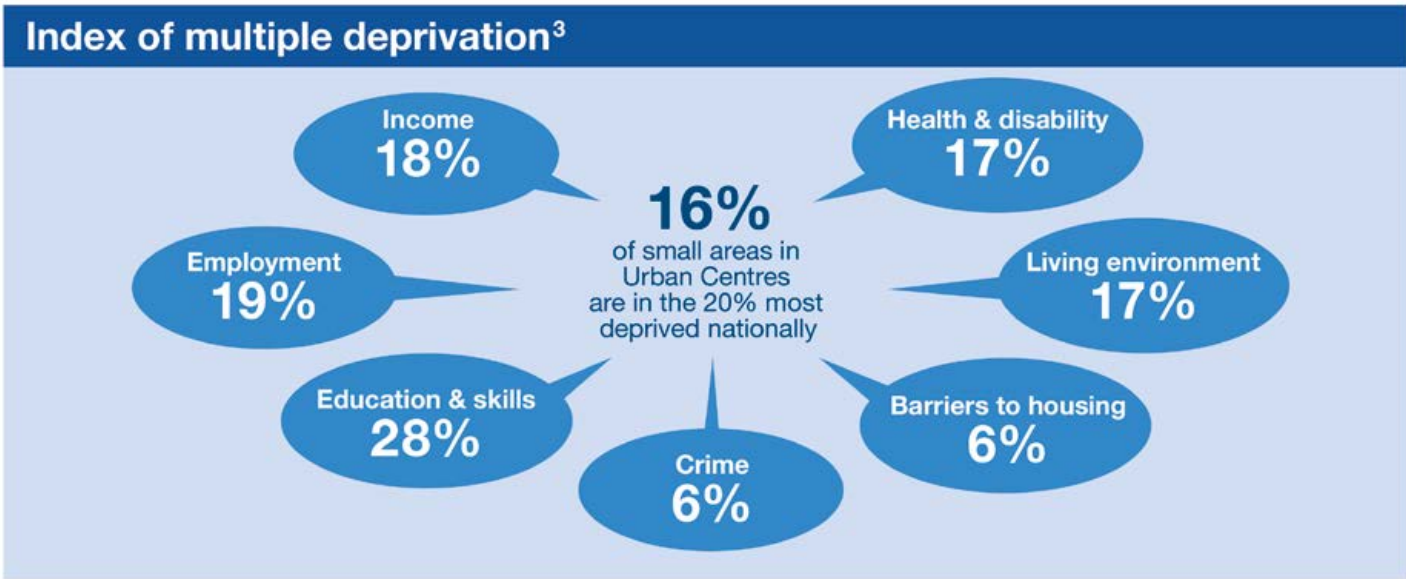 Index of multiple deprivation³
Income
18%
Health & disability
17%
16%
of small areas in
Urban Centres
are in the 20% most
deprived nationally
Employment
19%
Living environment
17%
Education & skills
28%
Barriers to housing
6%
Crime
6%